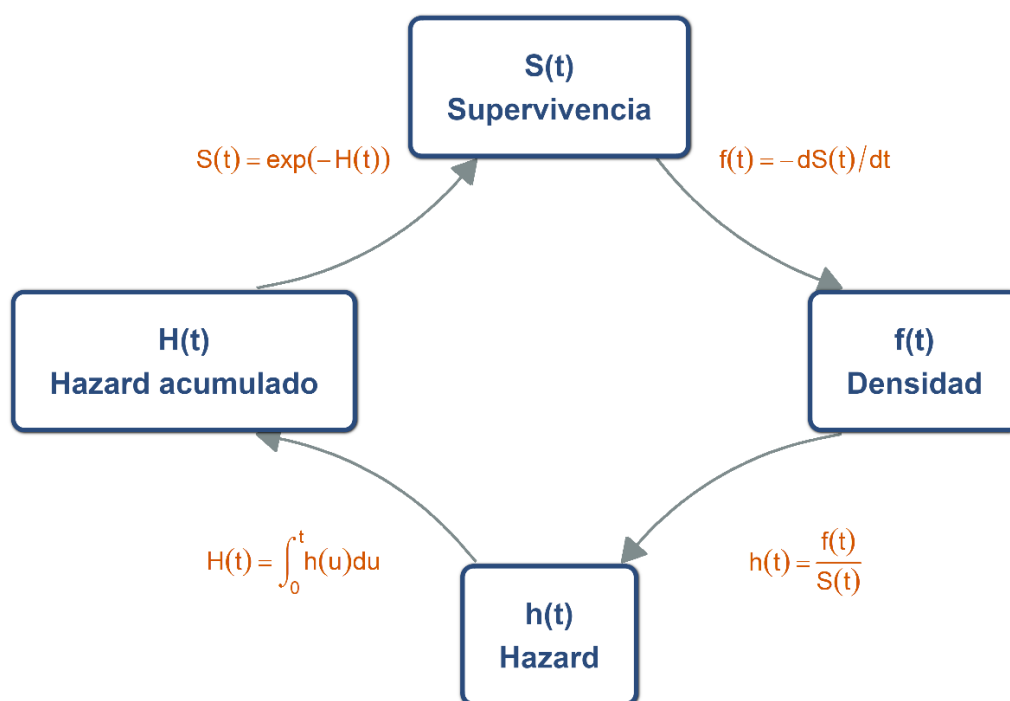 S(t)
Supervivencia
S(t) = exp(−H(t))
f(t) = −dS(t)/dt
H(t)
Hazard acumulado
f(t)
Densidad
H(t) = ∫₀ᵗ h(u)du
h(t) = f(t)/S(t)
h(t)
Hazard